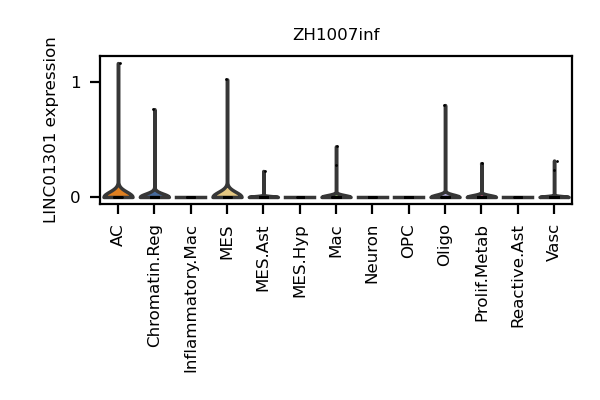 ZH1007inf
LINC01301 expression
1
0
AC
Chromatin.Reg
Inflammatory.Mac
MES
MES.Ast
MES.Hyp
Mac
Neuron
OPC
Oligo
Prolif.Metab
Reactive.Ast
Vasc